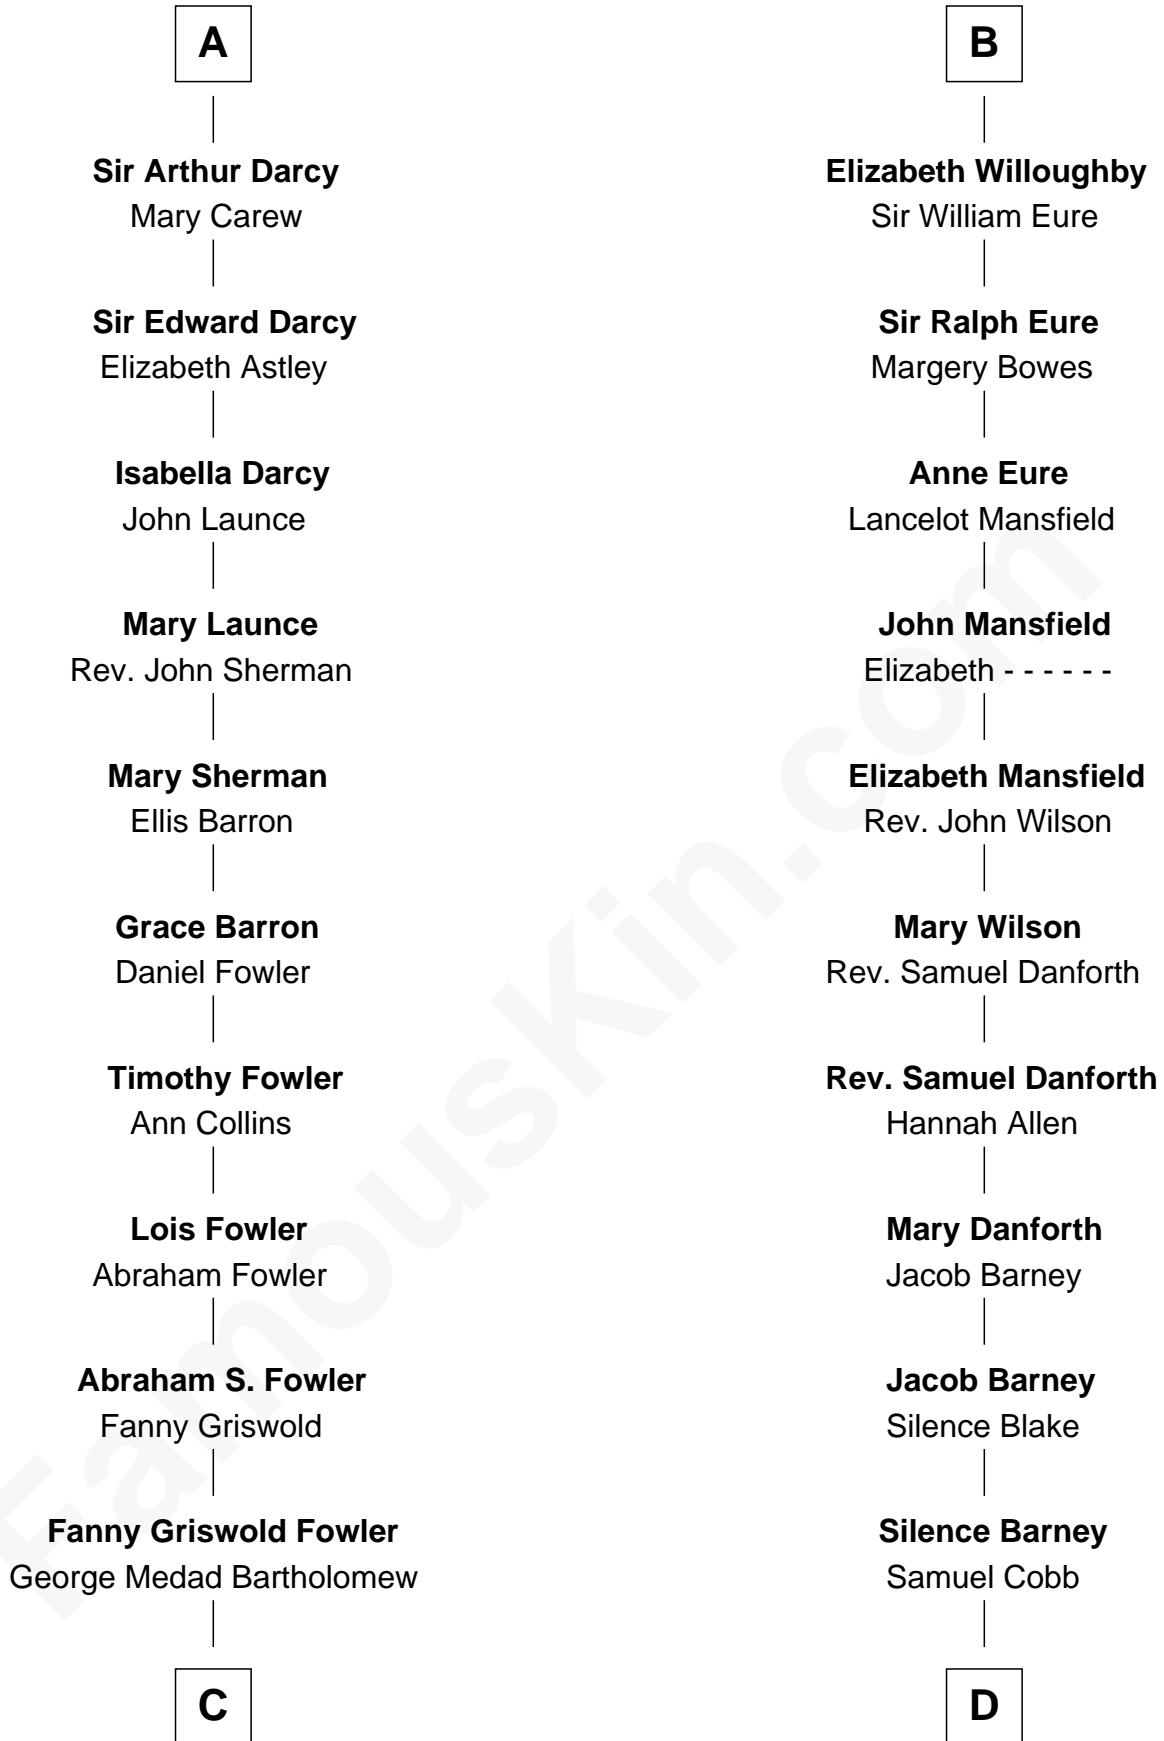 A
Sir Arthur Darcy
Mary Carew
Sir Edward Darcy
Elizabeth Astley
Isabella Darcy
John Launce
Mary Launce
Rev. John Sherman
Mary Sherman
Ellis Barron
Grace Barron
Daniel Fowler
Timothy Fowler
Ann Collins
Lois Fowler
Abraham Fowler
Abraham S. Fowler
Fanny Griswold
Fanny Griswold Fowler
George Medad Bartholomew
C
B
Elizabeth Willoughby
Sir William Eure
Sir Ralph Eure
Margery Bowes
Anne Eure
Lancelot Mansfield
John Mansfield
Elizabeth - - - - - -
Elizabeth Mansfield
Rev. John Wilson
Mary Wilson
Rev. Samuel Danforth
Rev. Samuel Danforth
Hannah Allen
Mary Danforth
Jacob Barney
Jacob Barney
Silence Blake
Silence Barney
Samuel Cobb
D
FamousKin.com